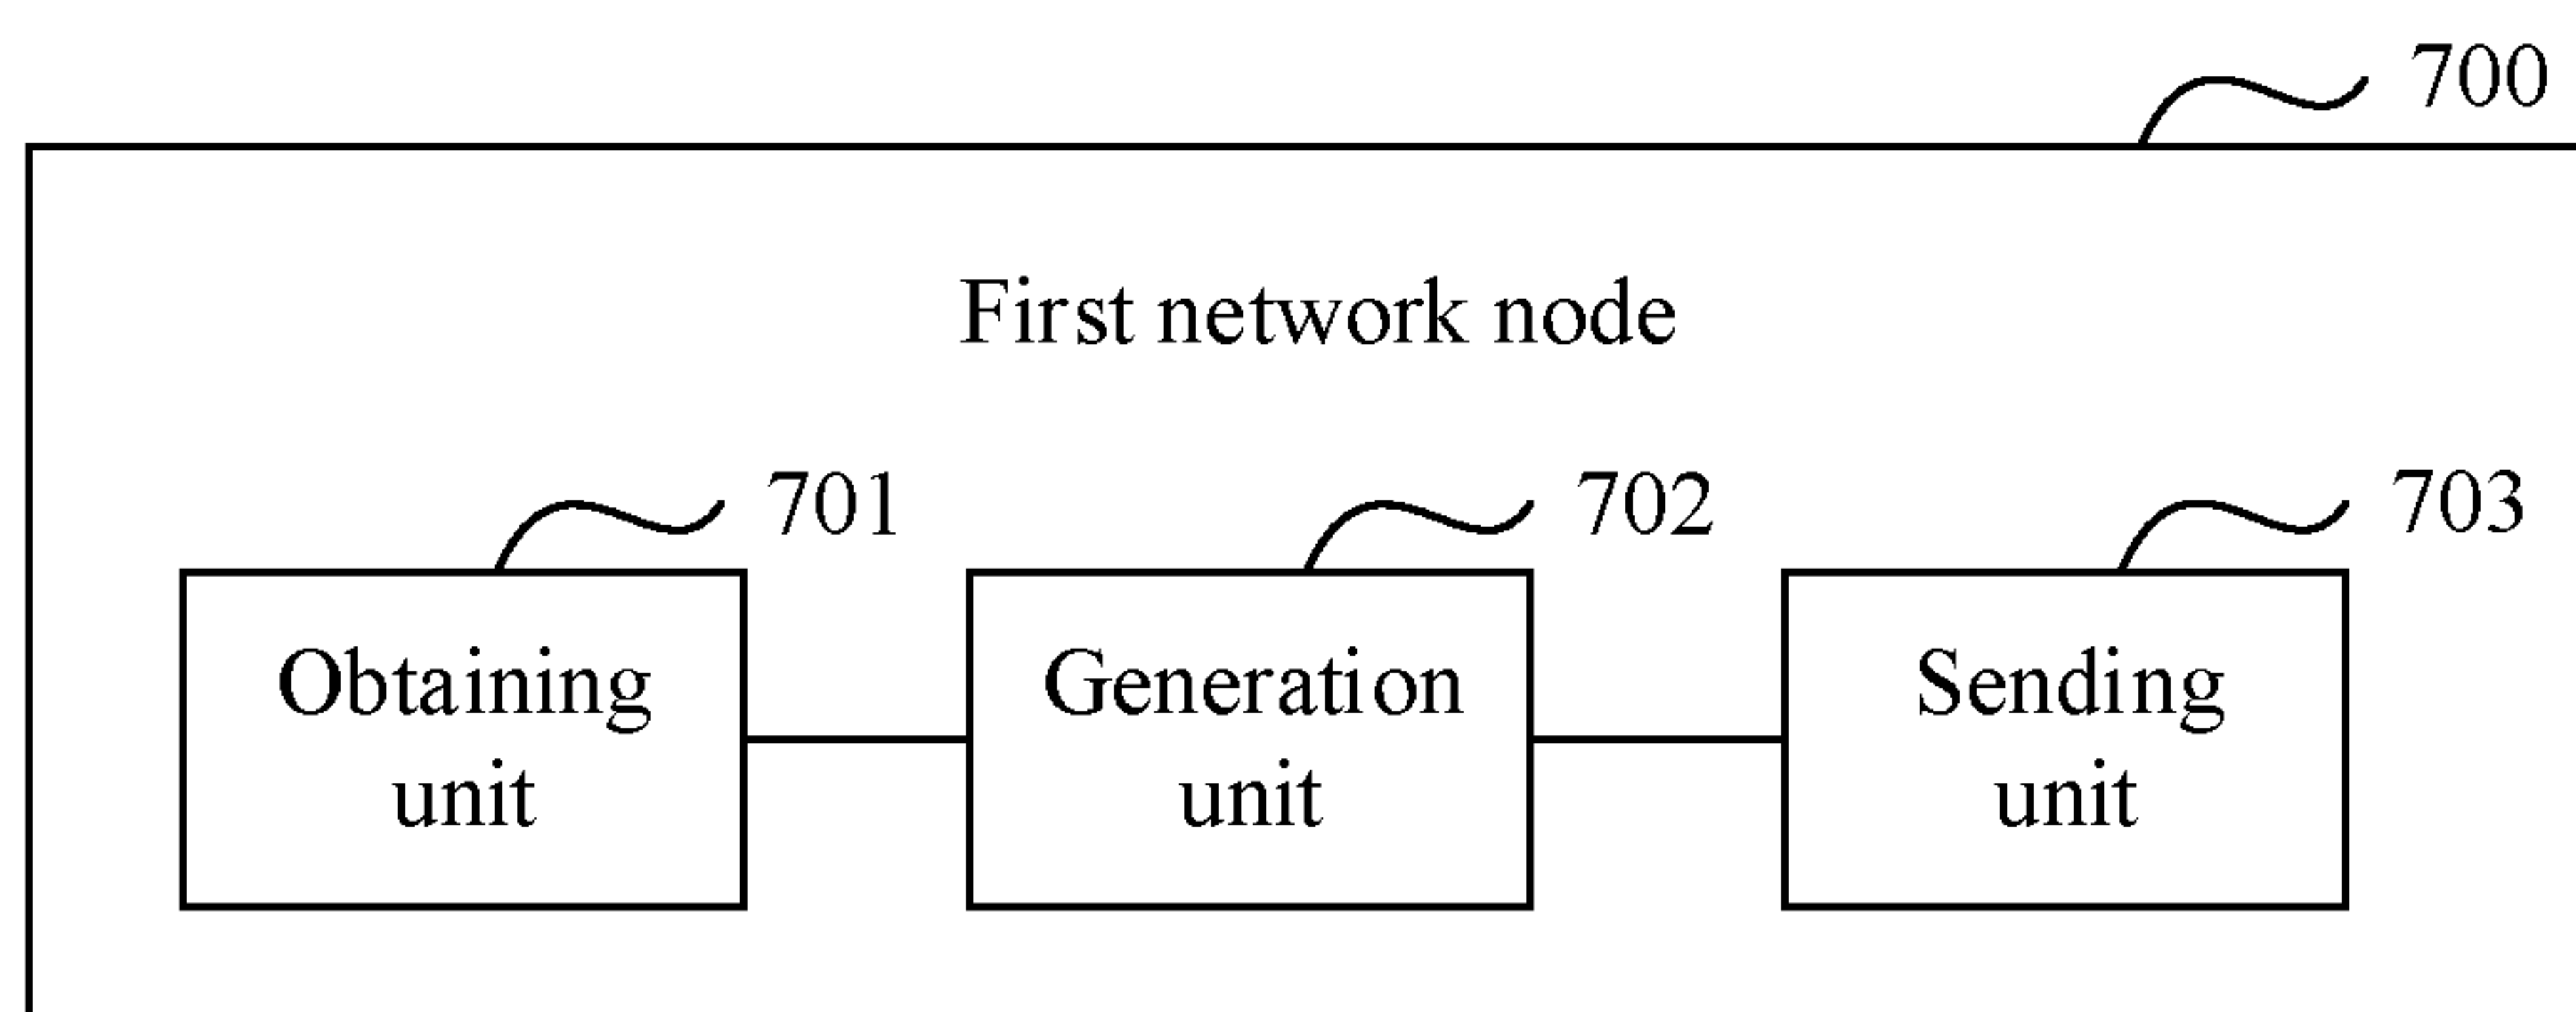 700
First network node
701
702
703
Obtaining
unit
Generation
unit
Sending
unit